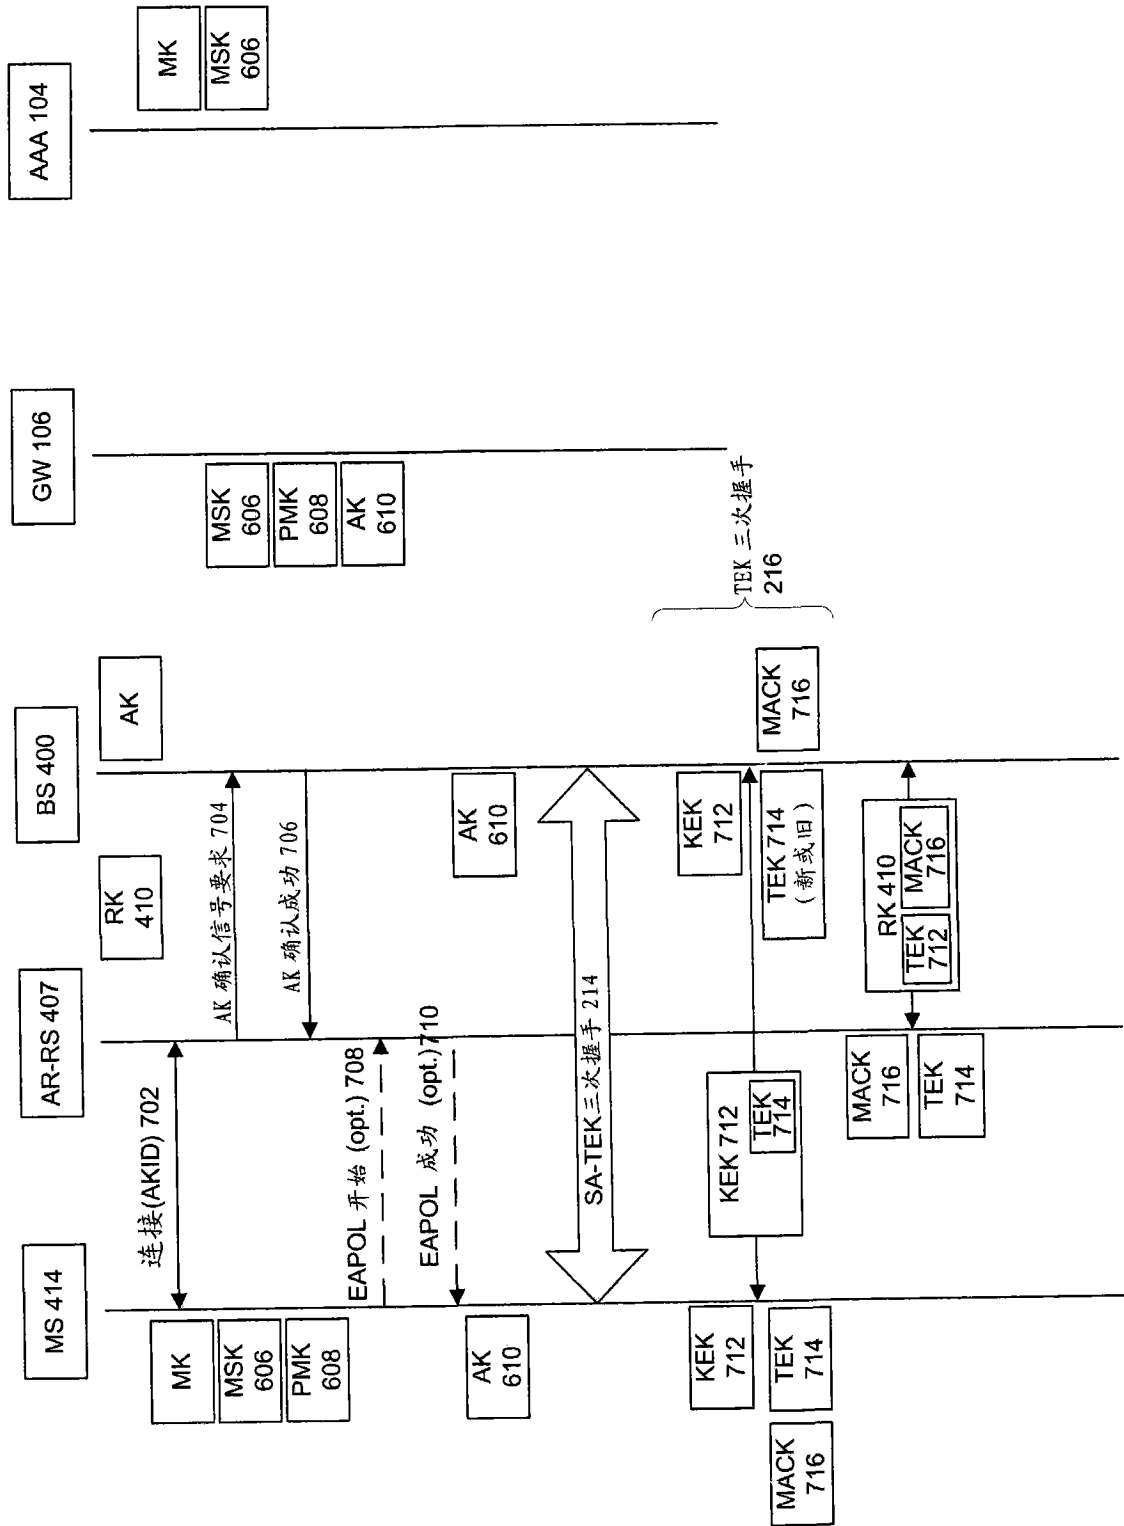 MS 414
AR-RS 407
BS 400
GW 106
AAA 104
RK
410
AK
MK
MSK
606
MK
MSK
606
PMK
608
连接(AKID) 702
AK 确认信号要求 704
AK 确认成功 706
MSK
606
PMK
608
AK
610
EAPOL 开始 (opt.) 708
EAPOL 成功 (opt.) 710
AK
610
AK
610
SA-TEK三次握手 214
TEK 三次握手
216
KEK
712
KEK 712
TEK
714
KEK
712
MACK
716
TEK
714
TEK 714
(新或旧)
MACK
716
MACK
716
TEK
714
RK 410
TEK
712
MACK
716